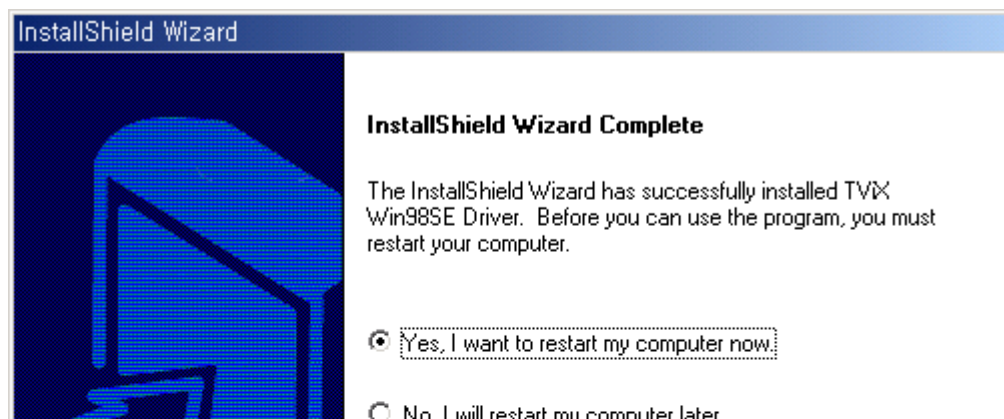 InstallShield Wizard
InstallShield Wizard Complete
The InstallShield Wizard has successfully installed TViX
Win98SE Driver. Before you can use the program, you must
restart your computer.
Yes, I want to restart my computer now.
No, I will restart my computer later.